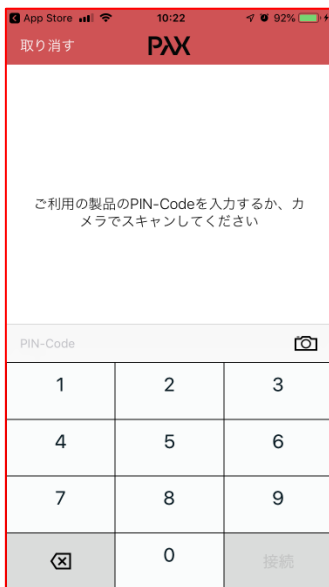 App Store 10:22 92%
取り消す PAX
ご利用の製品のPIN-Codeを入力するか、カ
メラでスキャンしてください
PIN-Code
1 2 3
4 5 6
7 8 9
0 接続